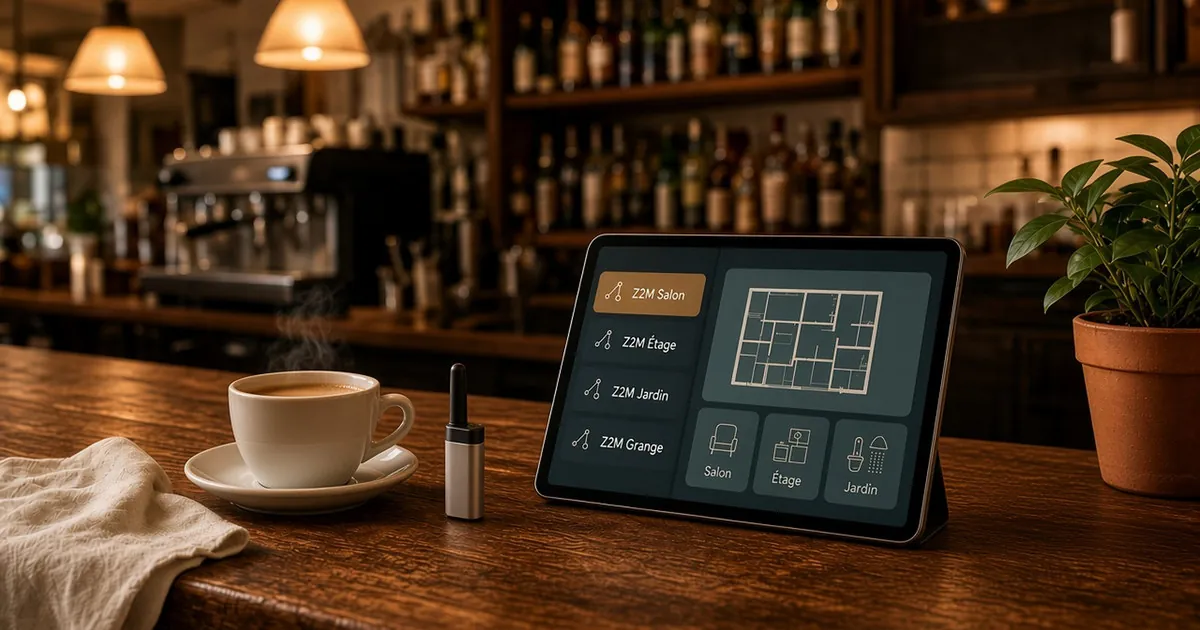 Z2M Salon
Z2M Étage
Z2M Jardin
Z2M Grange
Salon
Étage
Jardin